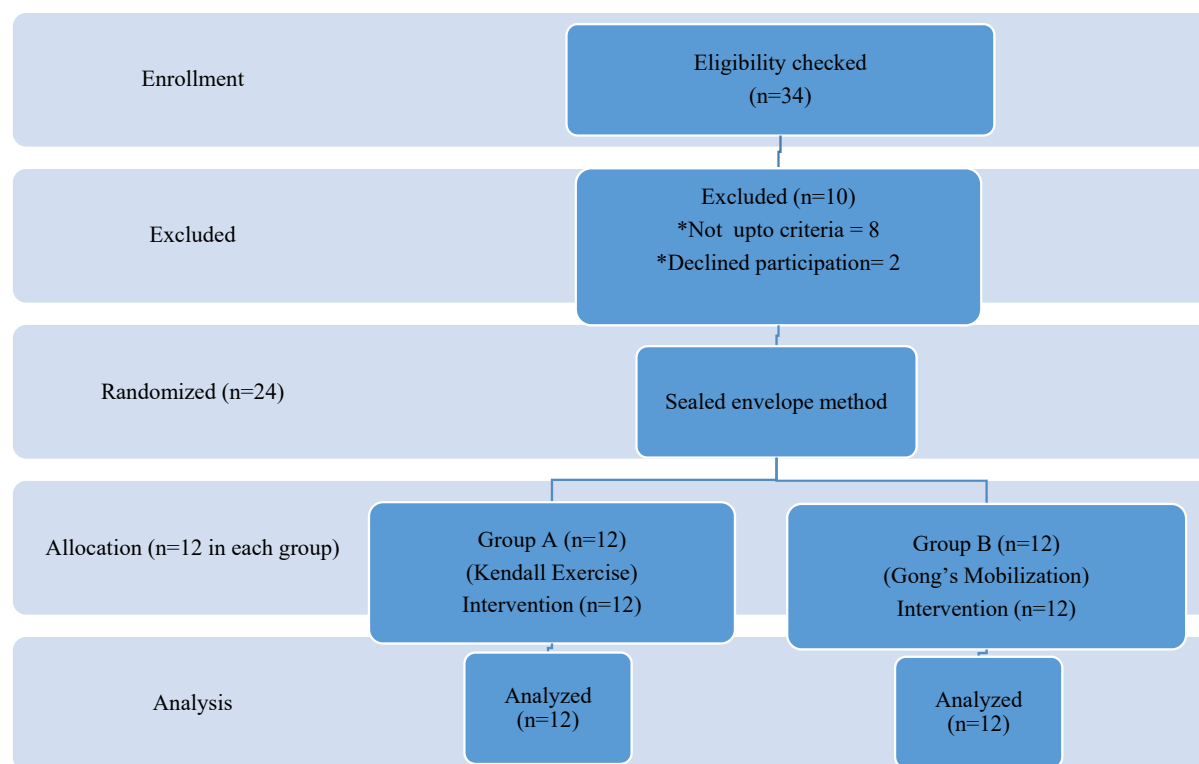 Enrollment
Eligibility checked
(n=34)
Excluded
Excluded (n=10)
*Not upto criteria = 8
*Declined participation= 2
Randomized (n=24)
Sealed envelope method
Allocation (n=12 in each group)
Group A (n=12)
(Kendall Exercise)
Intervention (n=12)
Group B (n=12)
(Gong’s Mobilization)
Intervention (n=12)
Analysis
Analyzed
(n=12)
Analyzed
(n=12)